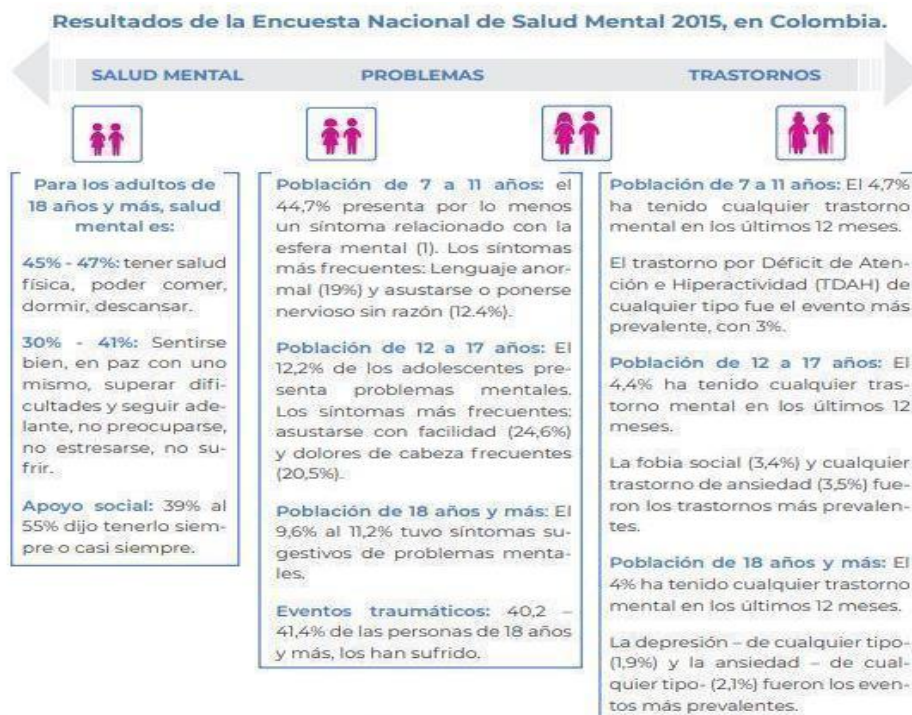 Resultados de la Encuesta Nacional de Salud Mental 2015, en Colombia.
SALUD MENTAL
PROBLEMAS
TRASTORNOS
Para los adultos de
18 años y más, salud
mental es:
45% - 47%: tener salud
física, poder comer,
dormir, descansar.
30% - 41%: Sentirse
bien, en paz con uno
mismo, superar difi-
cultades y seguir ade-
lante, no preocuparse,
no estresarse, no su-
frir.
Apoyo social: 39% al
55% dijo tenerlo siem-
pre o casi siempre.
Población de 7 a 11 años: el
44,7% presenta por lo menos
un síntoma relacionado con la
esfera mental (1). Los síntomas
más frecuentes: Lenguaje anor-
mal (19%) y asustarse o ponerse
nervioso sin razón (12.4%).
Población de 12 a 17 años: El
12,2% de los adolescentes pre-
senta problemas mentales.
Los síntomas más frecuentes:
asustarse con facilidad (24,6%)
y dolores de cabeza frecuentes
(20,5%).
Población de 18 años y más: El
9,6% al 11,2% tuvo síntomas su-
gestivos de problemas menta-
les.
Eventos traumáticos: 40,2 –
41,4% de las personas de 18 años
y más, los han sufrido.
Población de 7 a 11 años: El 4,7%
ha tenido cualquier trastorno
mental en los últimos 12 meses.
El trastorno por Déficit de Aten-
ción e Hiperactividad (TDAH) de
cualquier tipo fue el evento más
prevalente, con 3%.
Población de 12 a 17 años: El
4,4% ha tenido cualquier tras-
torno mental en los últimos 12
meses.
La fobia social (3,4%) y cualquier
trastorno de ansiedad (3,5%) fue-
ron los trastornos más prevalen-
tes.
Población de 18 años y más: El
4% ha tenido cualquier trastorno
mental en los últimos 12 meses.
La depresión – de cualquier tipo-
(1,9%) y la ansiedad – de cual-
quier tipo- (2,1%) fueron los even-
tos más prevalentes.